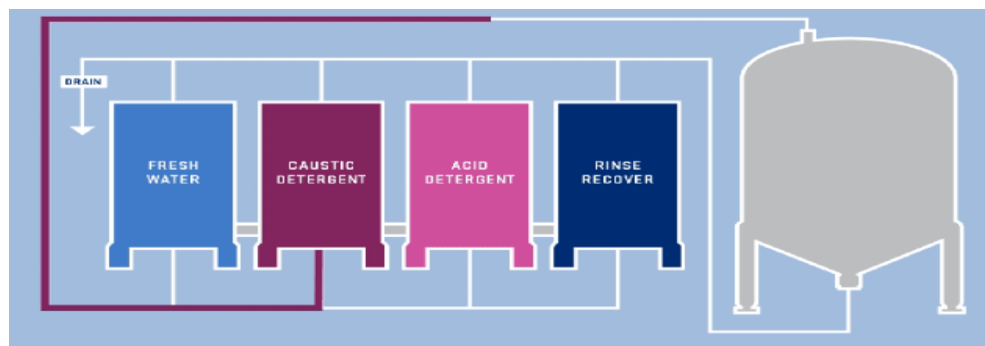 DRAIN
FRESH
WATER
CAUSTIC
DETERGENT
ACID
DETERGENT
RINSE
RECOVER